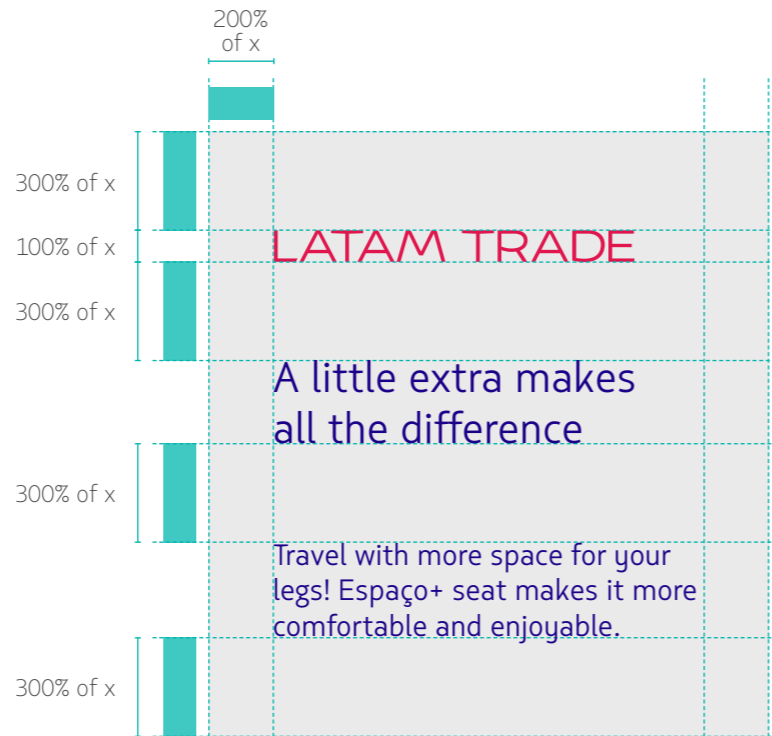 200%
of x
300% of x
100% of x
LATAM TRADE
300% of x
A little extra makes
all the difference
300% of x
Travel with more space for your
legs! Espaço+ seat makes it more
comfortable and enjoyable.
300% of x